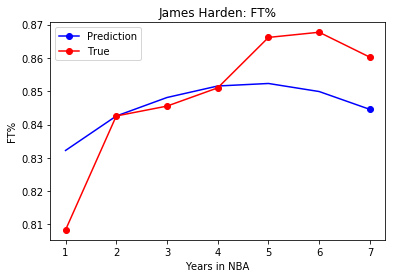 James Harden: FT%
Prediction
True
FT%
0.87
0.86
0.85
0.84
0.83
0.82
0.81
1 2 3 4 5 6 7
Years in NBA